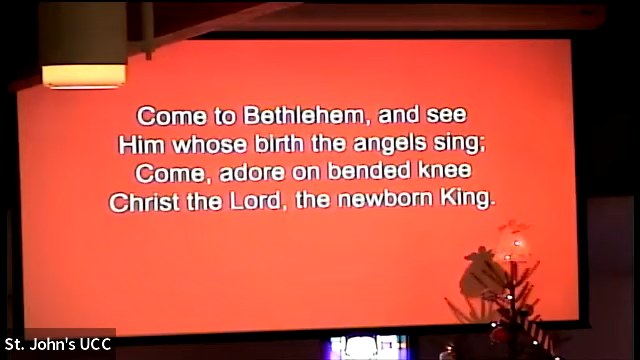 Come to Bethlehem, and see
Him whose birth the angels sing;
Come, adore on bended knee
Christ the Lord, the newborn King.
St. John's UCC